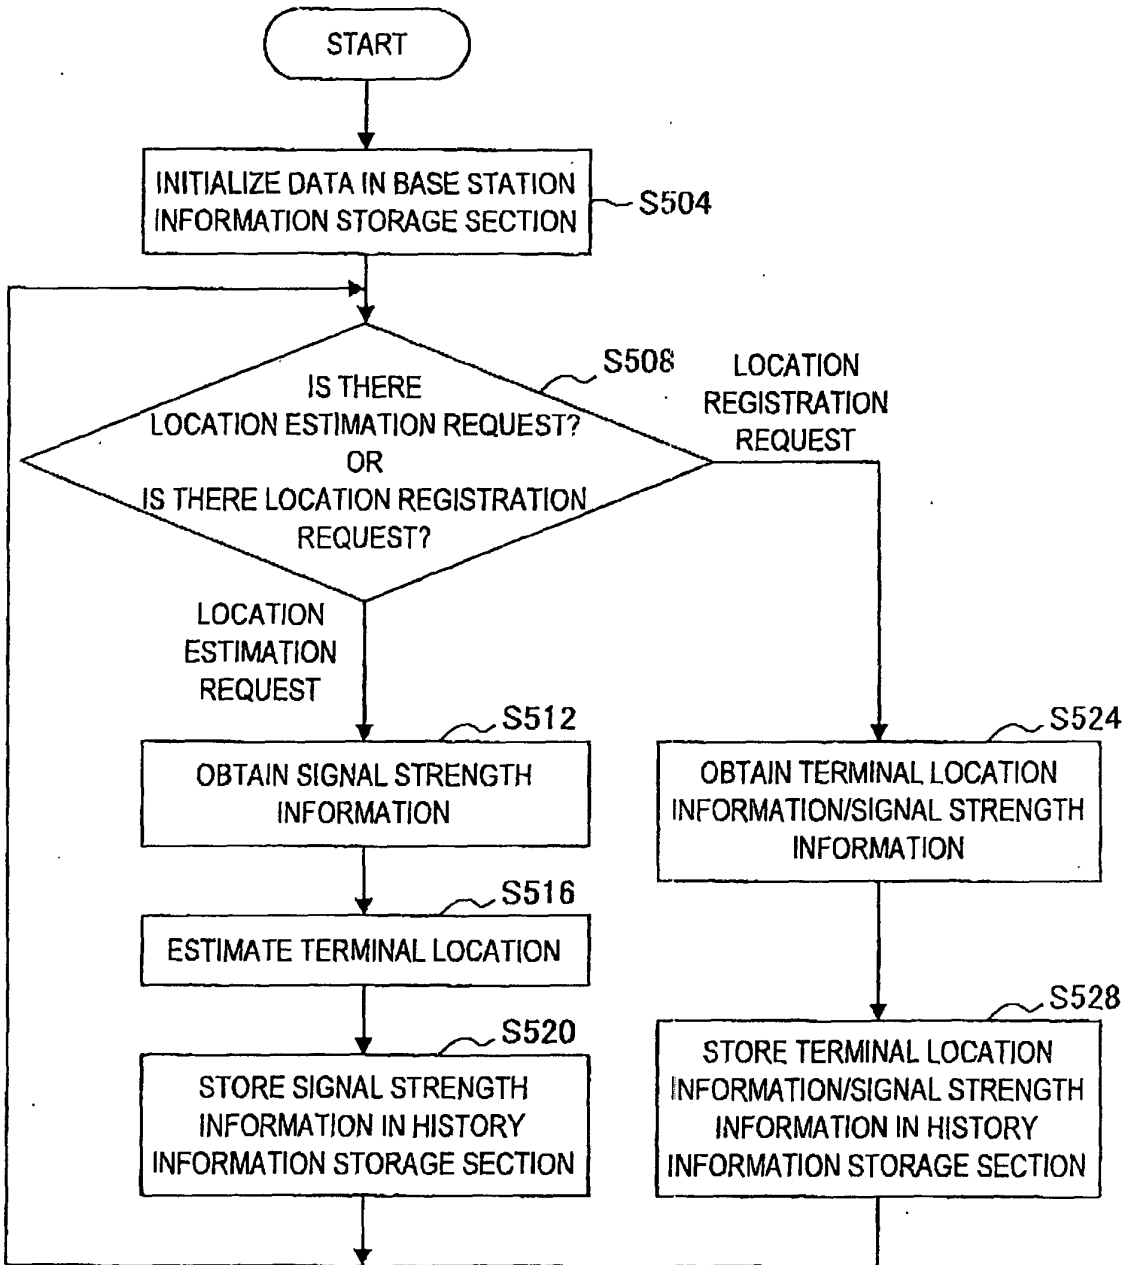 START
INITIALIZE DATA IN BASE STATION
INFORMATION STORAGE SECTION
S504
S508
IS THERE
LOCATION ESTIMATION REQUEST?
OR
IS THERE LOCATION REGISTRATION
REQUEST?
LOCATION
REGISTRATION
REQUEST
LOCATION
ESTIMATION
REQUEST
S512
OBTAIN SIGNAL STRENGTH
INFORMATION
S524
OBTAIN TERMINAL LOCATION
INFORMATION/SIGNAL STRENGTH
INFORMATION
S516
ESTIMATE TERMINAL LOCATION
S520
STORE SIGNAL STRENGTH
INFORMATION IN HISTORY
INFORMATION STORAGE SECTION
S528
STORE TERMINAL LOCATION
INFORMATION/SIGNAL STRENGTH
INFORMATION IN HISTORY
INFORMATION STORAGE SECTION